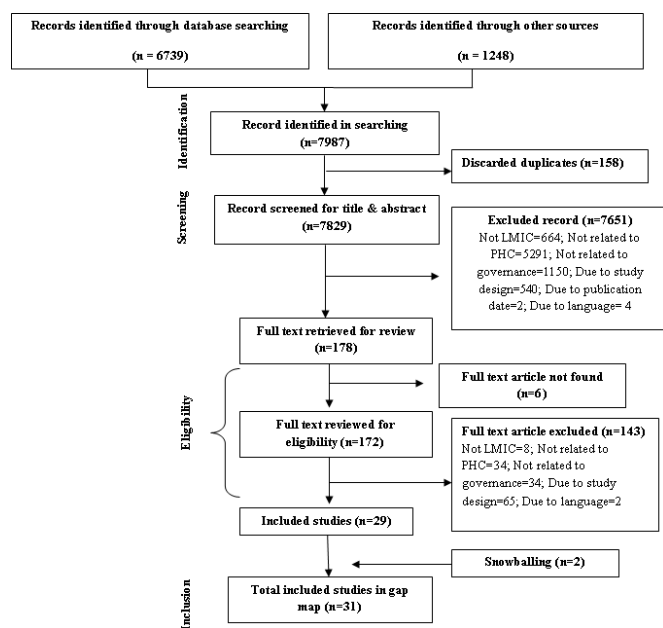 Records identified through database searching
(n = 6739)
Records identified through other sources
(n = 1248)
Identification
Record identified in searching
(n=7987)
Discarded duplicates (n=158)
Screening
Record screened for title & abstract
(n=7829)
Excluded record (n=7651)
Not LMIC=664; Not related to
PHC=5291; Not related to
governance=1150; Due to study
design=540; Due to publication
date=2; Due to language= 4
Full text retrieved for review
(n=178)
Full text article not found
(n=6)
Eligibility
Full text reviewed for
eligibility (n=172)
Full text article excluded (n=143)
Not LMIC=8; Not related to
PHC=34; Not related to
governance=34; Due to study
design=65; Due to language=2
Included studies (n=29)
Snowballing (n=2)
Inclusion
Total included studies in gap
map (n=31)